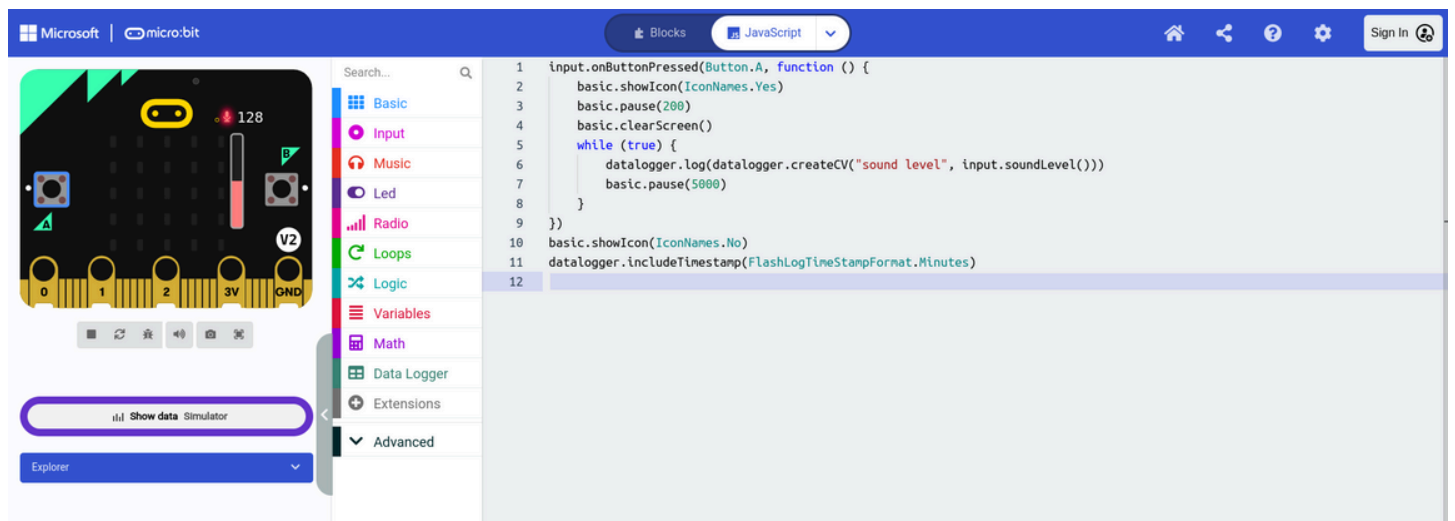 Microsoft | micro:bit
Blocks
JavaScript
Sign In
128
A
B
V2
0 1 2 3V GND
Show data Simulator
Explorer
Search...
Basic
Input
Music
Led
Radio
Loops
Logic
Variables
Math
Data Logger
Extensions
Advanced
1 input.onButtonPressed(Button.A, function () {
2 basic.showIcon(IconNames.Yes)
3 basic.pause(200)
4 basic.clearScreen()
5 while (true) {
6 datalogger.log(datalogger.createCV("sound level", input.soundLevel()))
7 basic.pause(5000)
8 }
9 })
10 basic.showIcon(IconNames.No)
11 datalogger.includeTimestamp(FlashLogTimeStampFormat.Minutes)
12